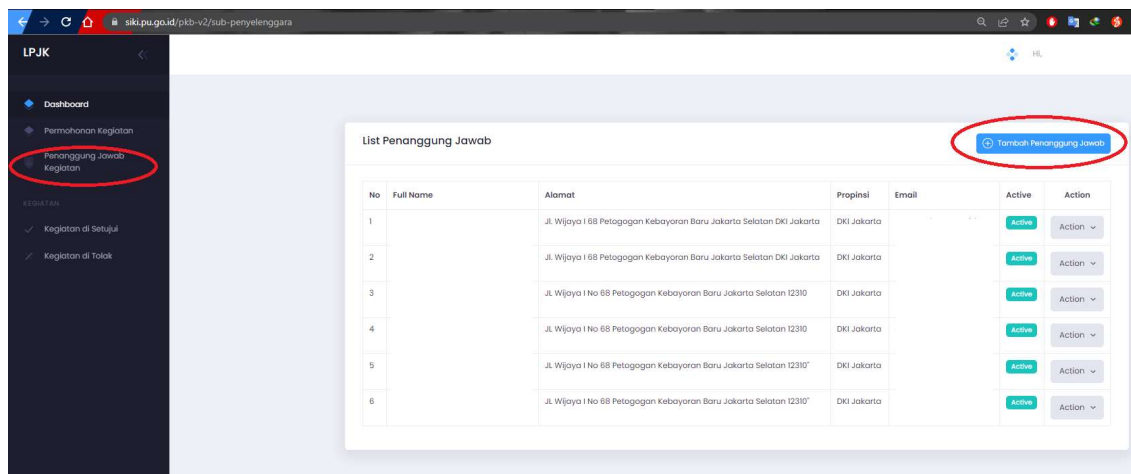 siki.pu.go.id/pkb-v2/sub-penyelenggara
LPJK
Hi,
Dashboard
Permohonan Kegiatan
Penanggung Jawab
Kegiatan
KEGIATAN
Kegiatan di Setujui
Kegiatan di Tolak
List Penanggung Jawab
Tambah Penanggung Jawab
No Full Name Alamat Propinsi Email Active Action
1 Jl. Wijaya I 68 Petogogan Kebayoran Baru Jakarta Selatan DKI Jakarta DKI Jakarta Active Action
2 Jl. Wijaya I 68 Petogogan Kebayoran Baru Jakarta Selatan DKI Jakarta DKI Jakarta Active Action
3 JL Wijaya I No 68 Petogogan Kebayoran Baru Jakarta Selatan 12310 DKI Jakarta Active Action
4 JL Wijaya I No 68 Petogogan Kebayoran Baru Jakarta Selatan 12310 DKI Jakarta Active Action
5 JL Wijaya I No 68 Petogogan Kebayoran Baru Jakarta Selatan 12310" DKI Jakarta Active Action
6 JL Wijaya I No 68 Petogogan Kebayoran Baru Jakarta Selatan 12310" DKI Jakarta Active Action